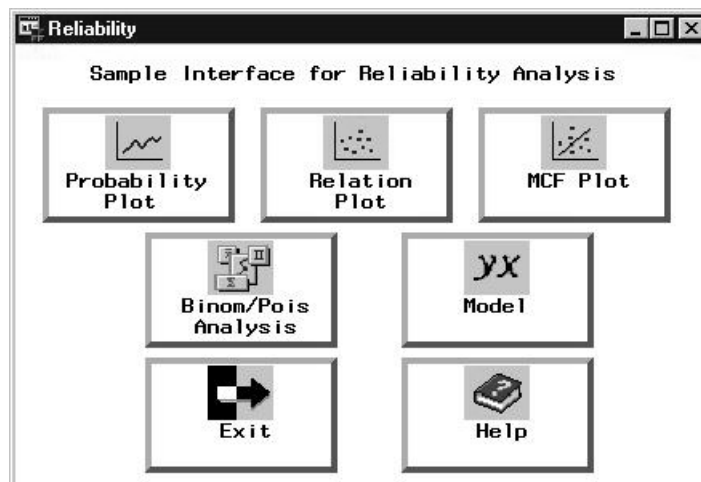 Reliability
Sample Interface for Reliability Analysis
Probability
Plot
Relation
Plot
MCF Plot
Binom/Pois
Analysis
yx
Model
Exit
?
Help